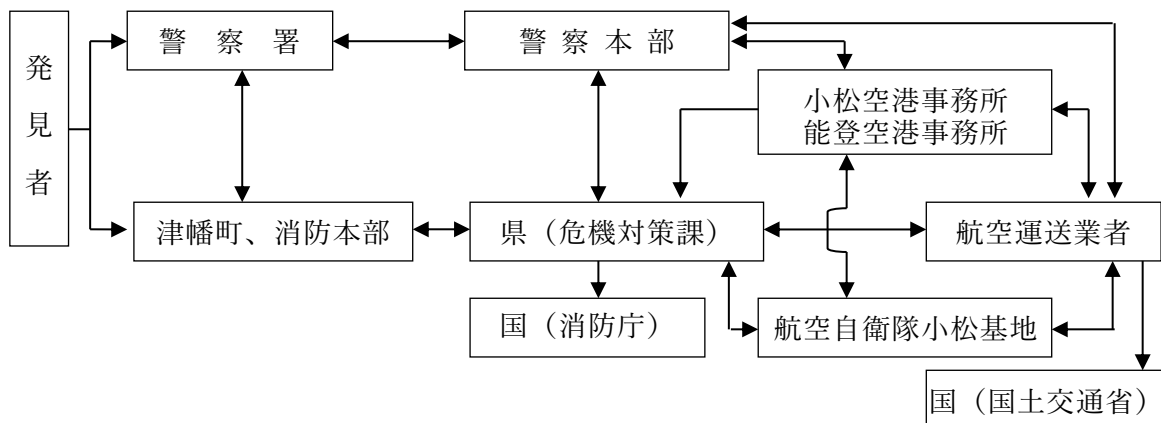 発見者
警察署
警察本部
小松空港事務所
能登空港事務所
津幡町、消防本部
県（危機対策課）
航空運送業者
国（消防庁）
航空自衛隊小松基地
国（国土交通省）